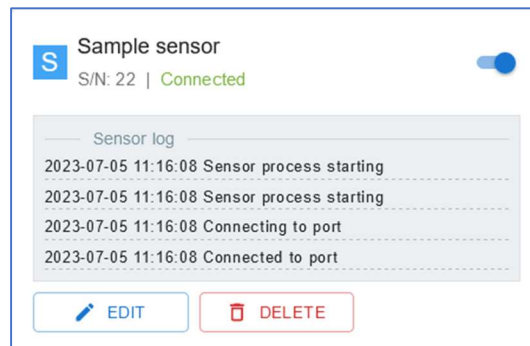 S
Sample sensor
S/N: 22 | Connected
Sensor log
2023-07-05 11:16:08 Sensor process starting
2023-07-05 11:16:08 Sensor process starting
2023-07-05 11:16:08 Connecting to port
2023-07-05 11:16:08 Connected to port
EDIT
DELETE